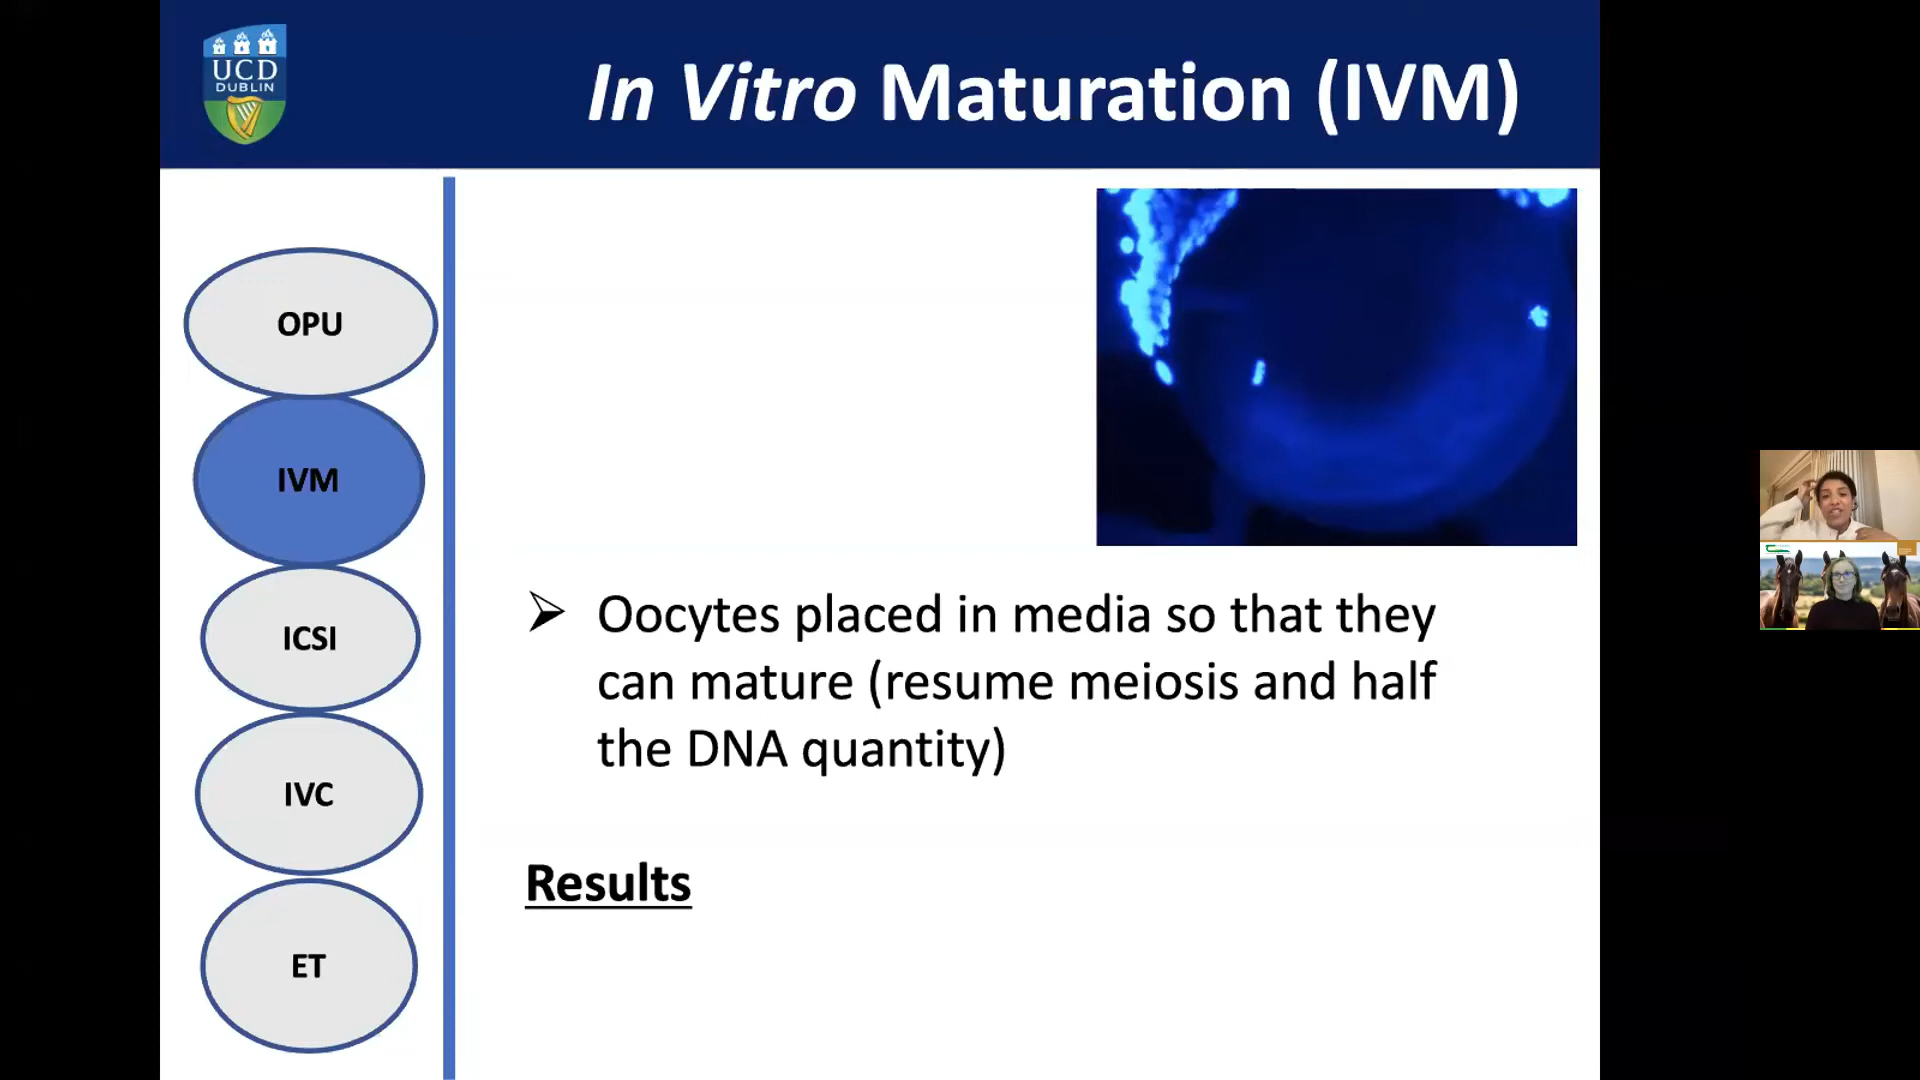 UCD
DUBLIN
In Vitro Maturation (IVM)
OPU
IVM
ICSI
IVC
ET
➢ Oocytes placed in media so that they
can mature (resume meiosis and half
the DNA quantity)
Results